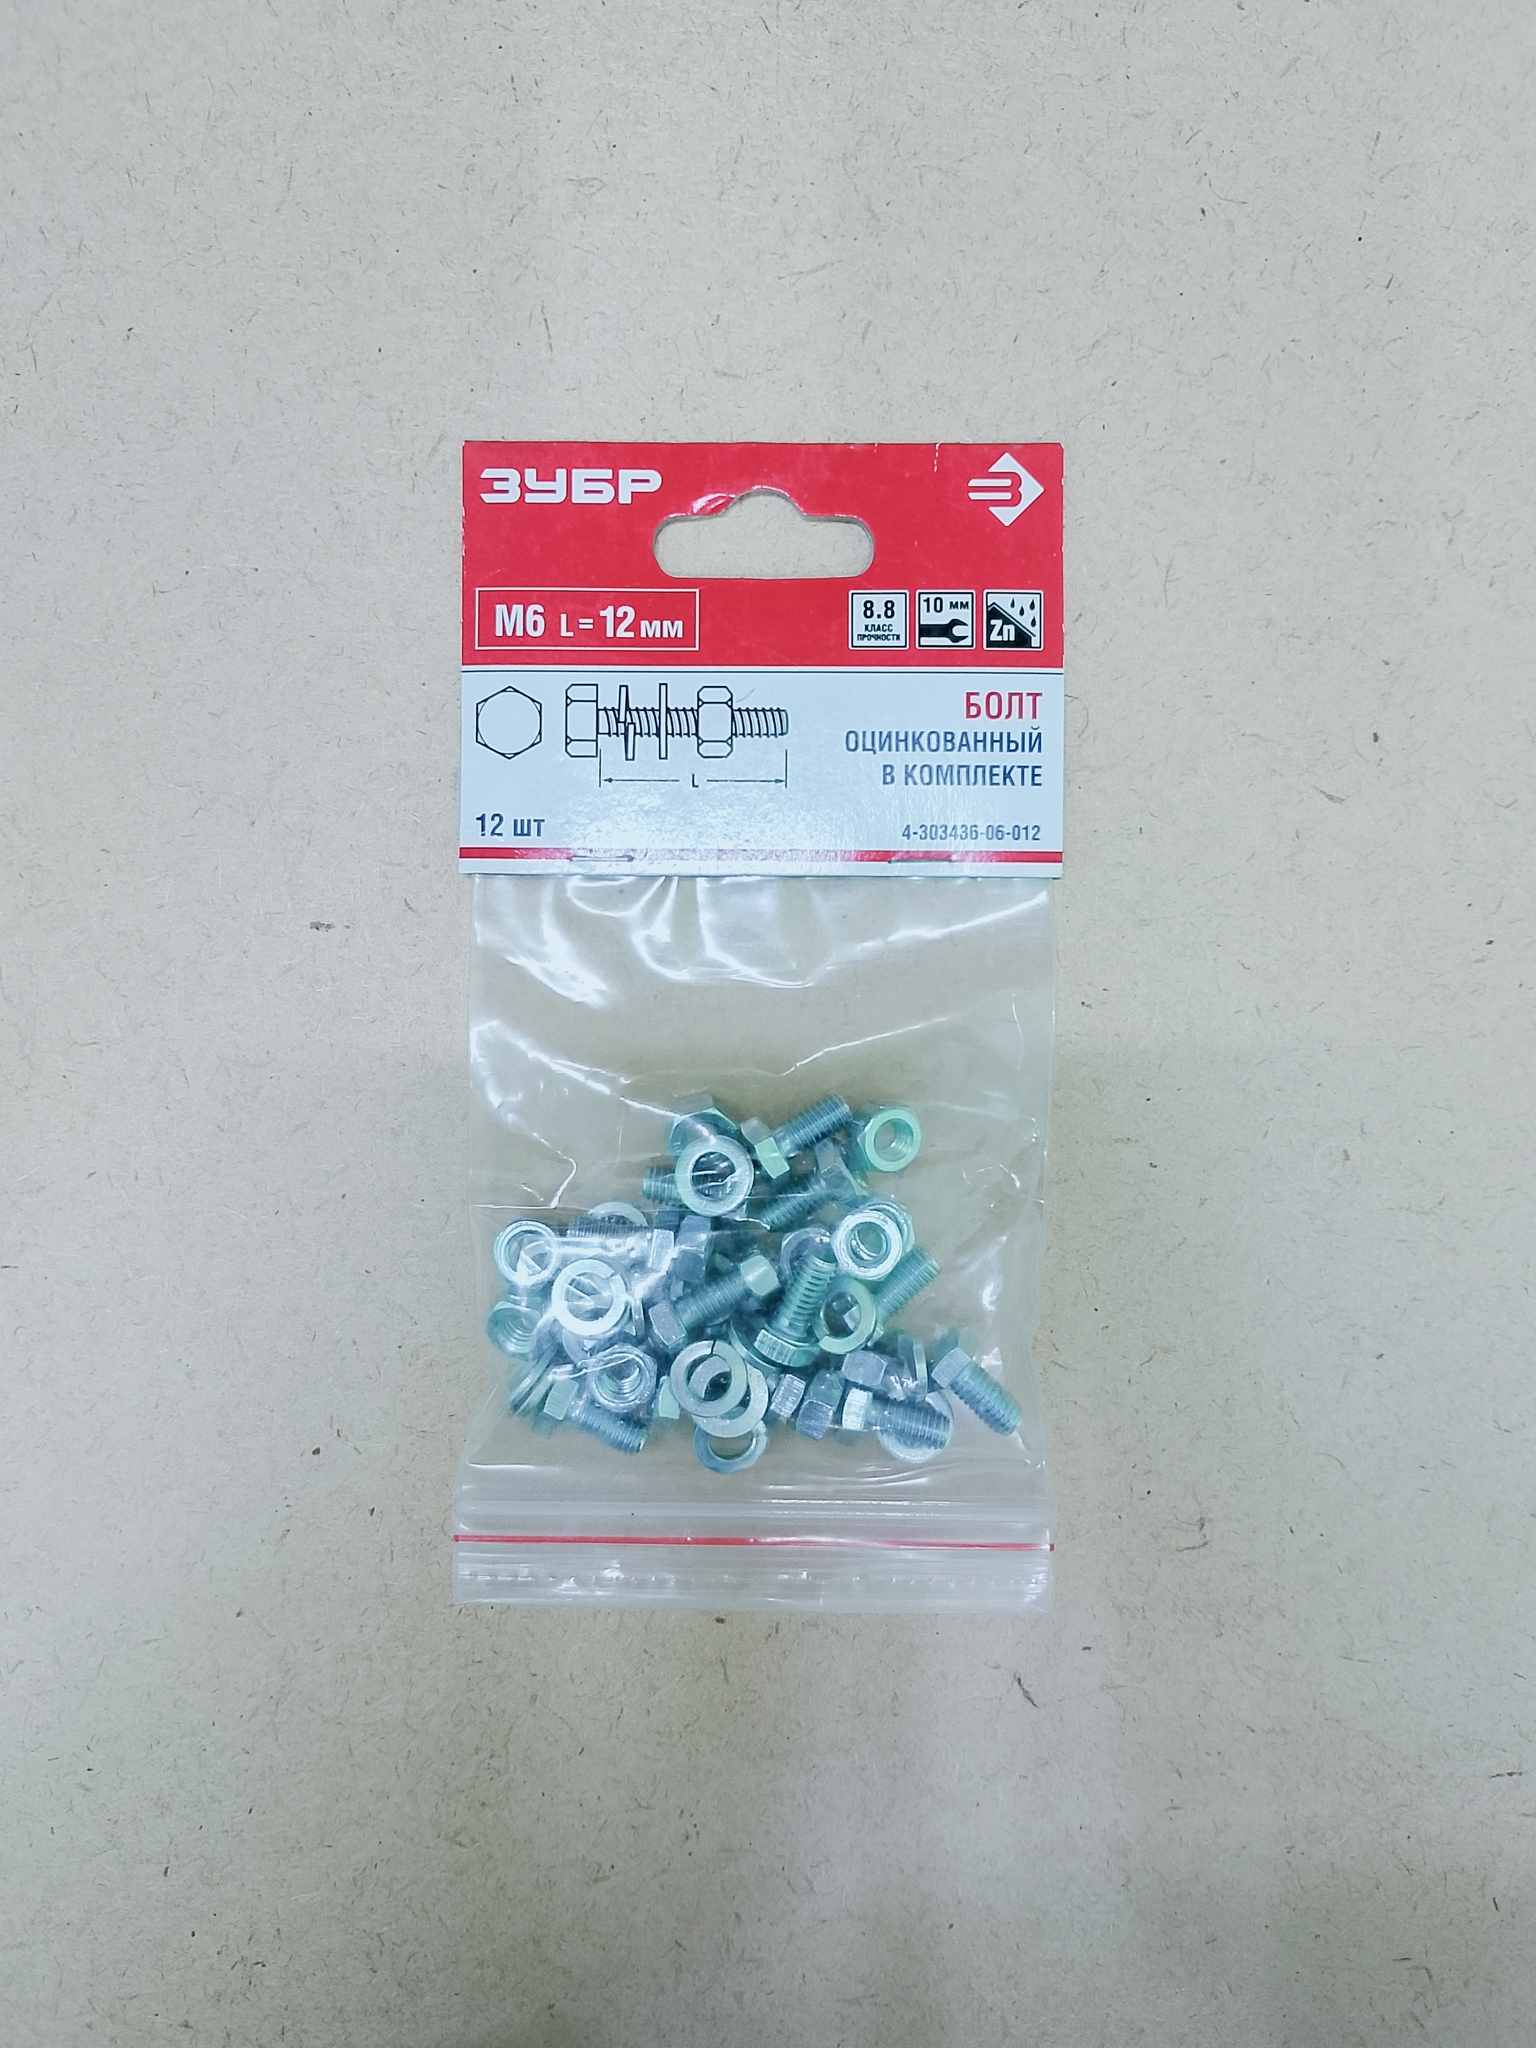 ЗУБР
М6 L = 12 мм
8.8
КЛАСС
ПРОЧНОСТИ
10 мм
Zn
БОЛТ
ОЦИНКОВАННЫЙ
В КОМПЛЕКТЕ
L
12 шт
4-303436-06-012